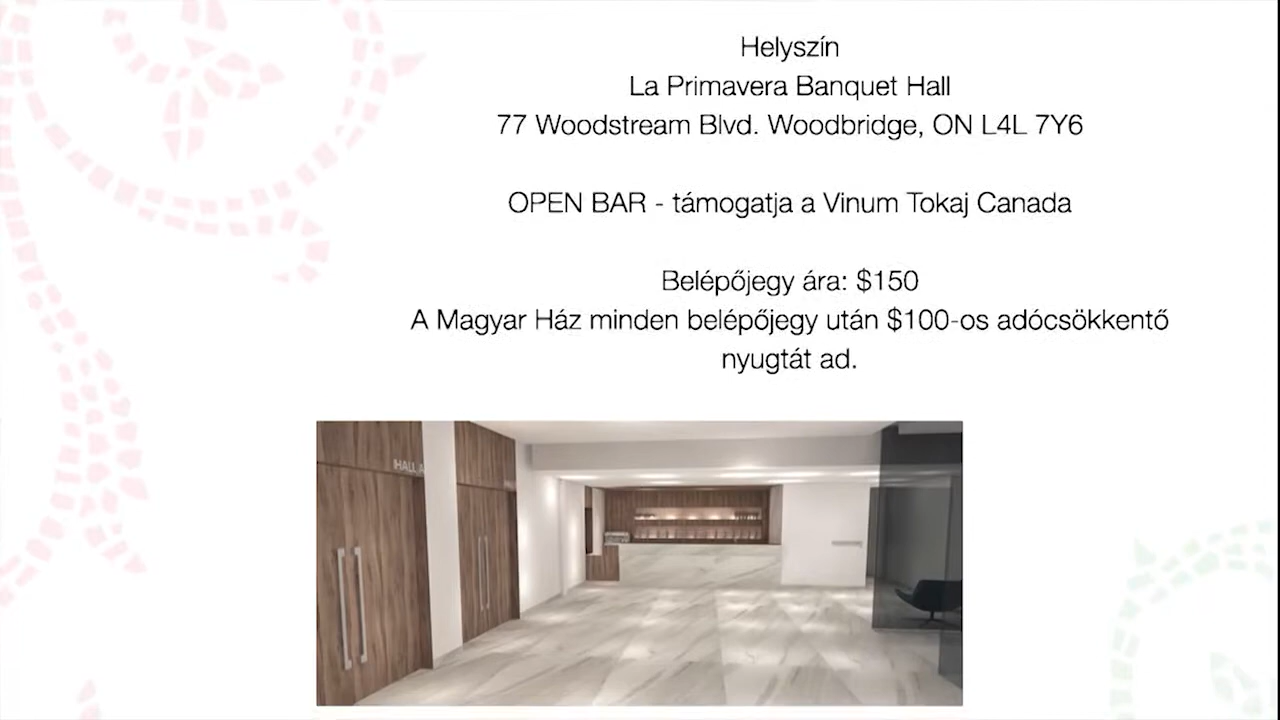 Helyszín
La Primavera Banquet Hall
77 Woodstream Blvd. Woodbridge, ON L4L 7Y6
OPEN BAR - támogatja a Vinum Tokaj Canada
Belépőjegy ára: $150
A Magyar Ház minden belépőjegy után $100-os adócsökkentő
nyugtát ad.
HALL A